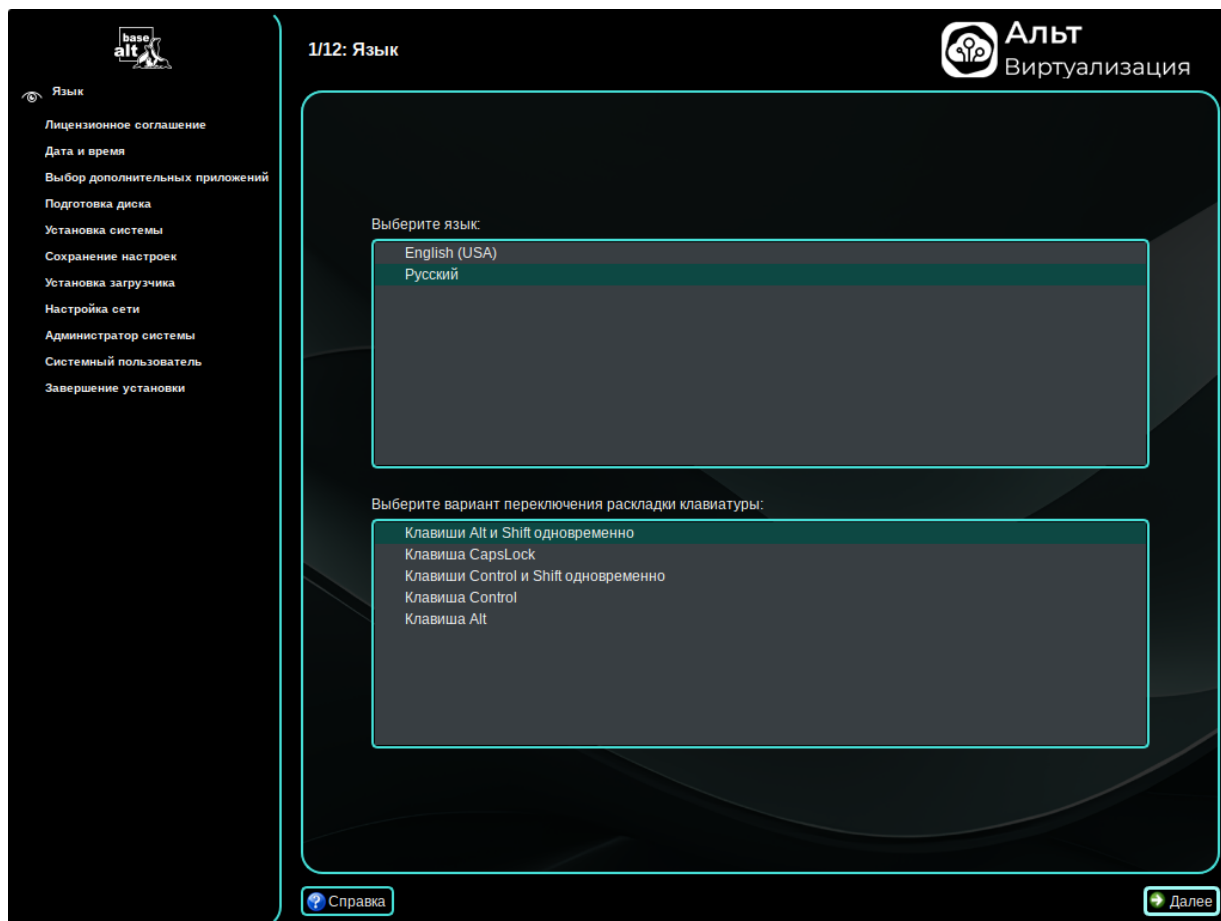 base
alt
1/12: Язык
Альт
Виртуализация
Язык
Лицензионное соглашение
Дата и время
Выбор дополнительных приложений
Подготовка диска
Установка системы
Сохранение настроек
Установка загрузчика
Настройка сети
Администратор системы
Системный пользователь
Завершение установки
Выберите язык:
English (USA)
Русский
Выберите вариант переключения раскладки клавиатуры:
Клавиши Alt и Shift одновременно
Клавиша CapsLock
Клавиши Control и Shift одновременно
Клавиша Control
Клавиша Alt
Справка
Далее